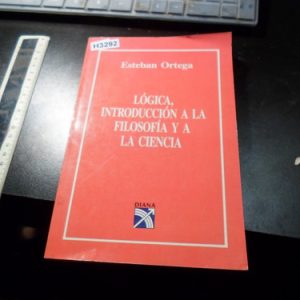 H3292
Esteban Ortega
LÓGICA,
INTRODUCCIÓN A LA
FILOSOFÍA Y A
LA CIENCIA
DIANA